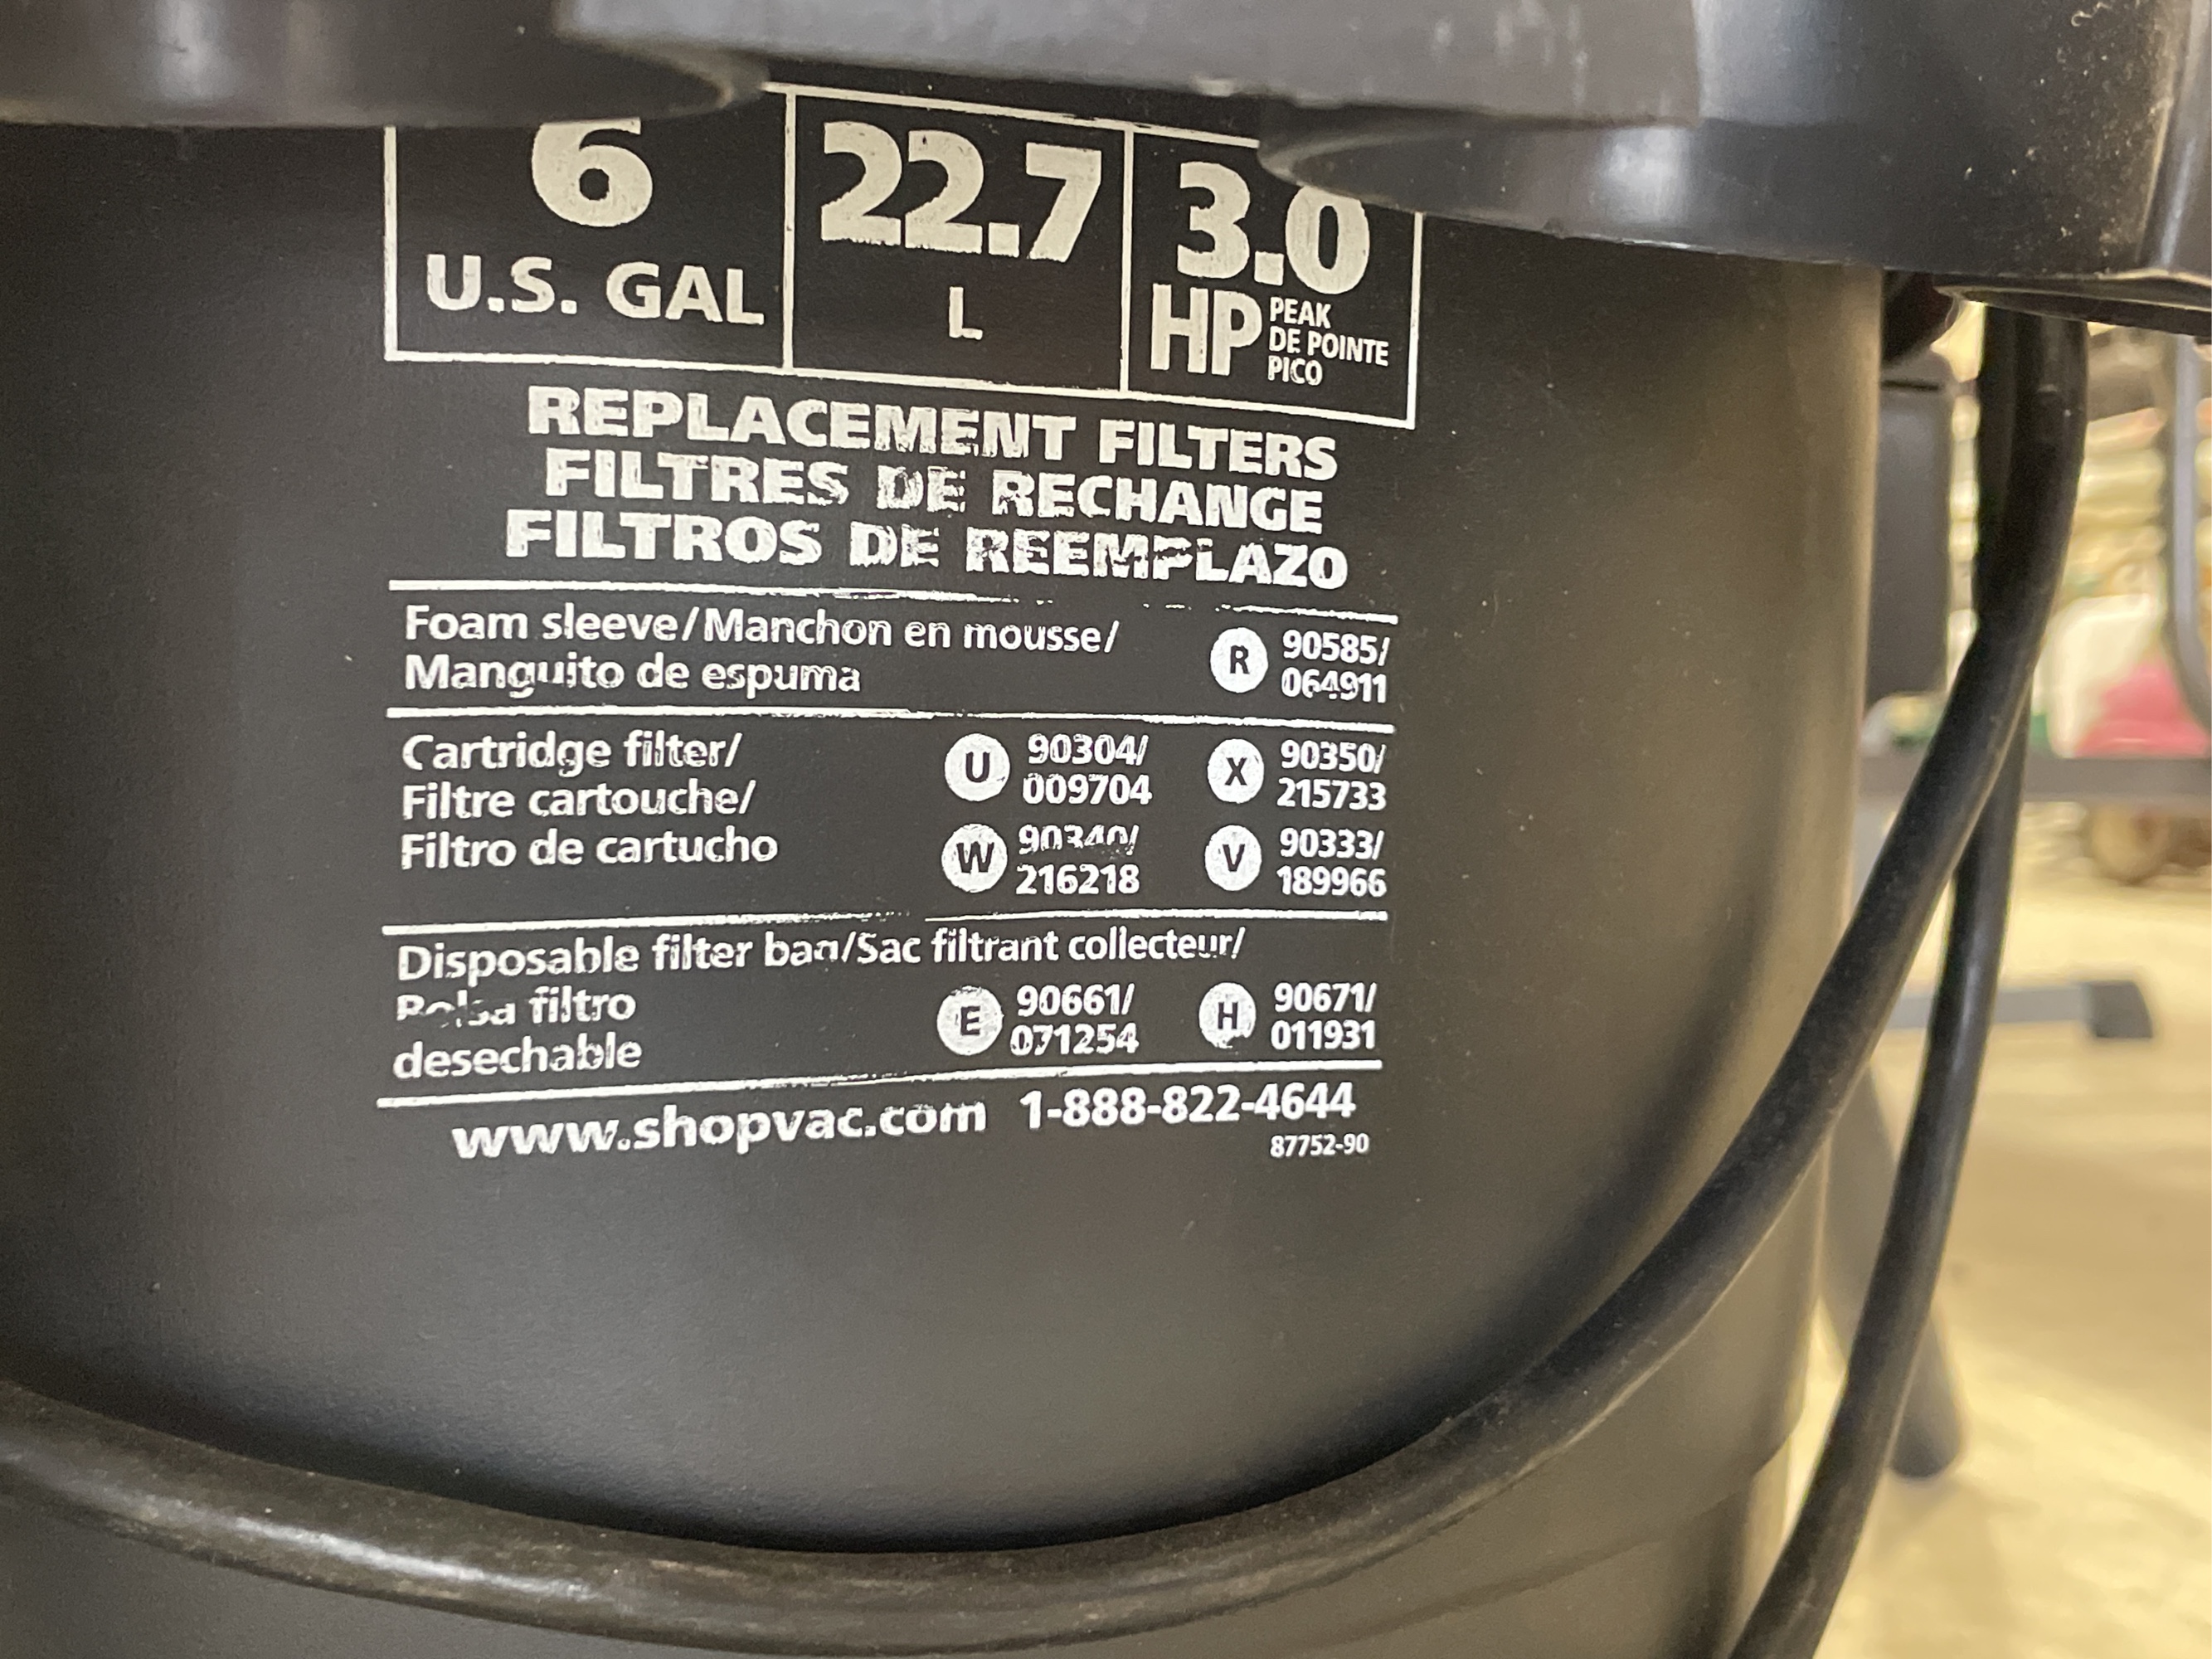 6
U.S. GAL
22.7
L
3.0
HP PEAK
DE POINTE
PICO
REPLACEMENT FILTERS
FILTRES DE RECHANGE
FILTROS DE REEMPLAZO
Foam sleeve/Manchon en mousse/
Manguito de espuma
R 90585/
064911
Cartridge filter/
Filtre cartouche/
Filtro de cartucho
U 90304/
009704
X 90350/
215733
W 90340/
216218
V 90333/
189966
Disposable filter bag/Sac filtrant collecteur/
Bolsa filtro
desechable
E 90661/
071254
H 90671/
011931
www.shopvac.com 1-888-822-4644
87752-90